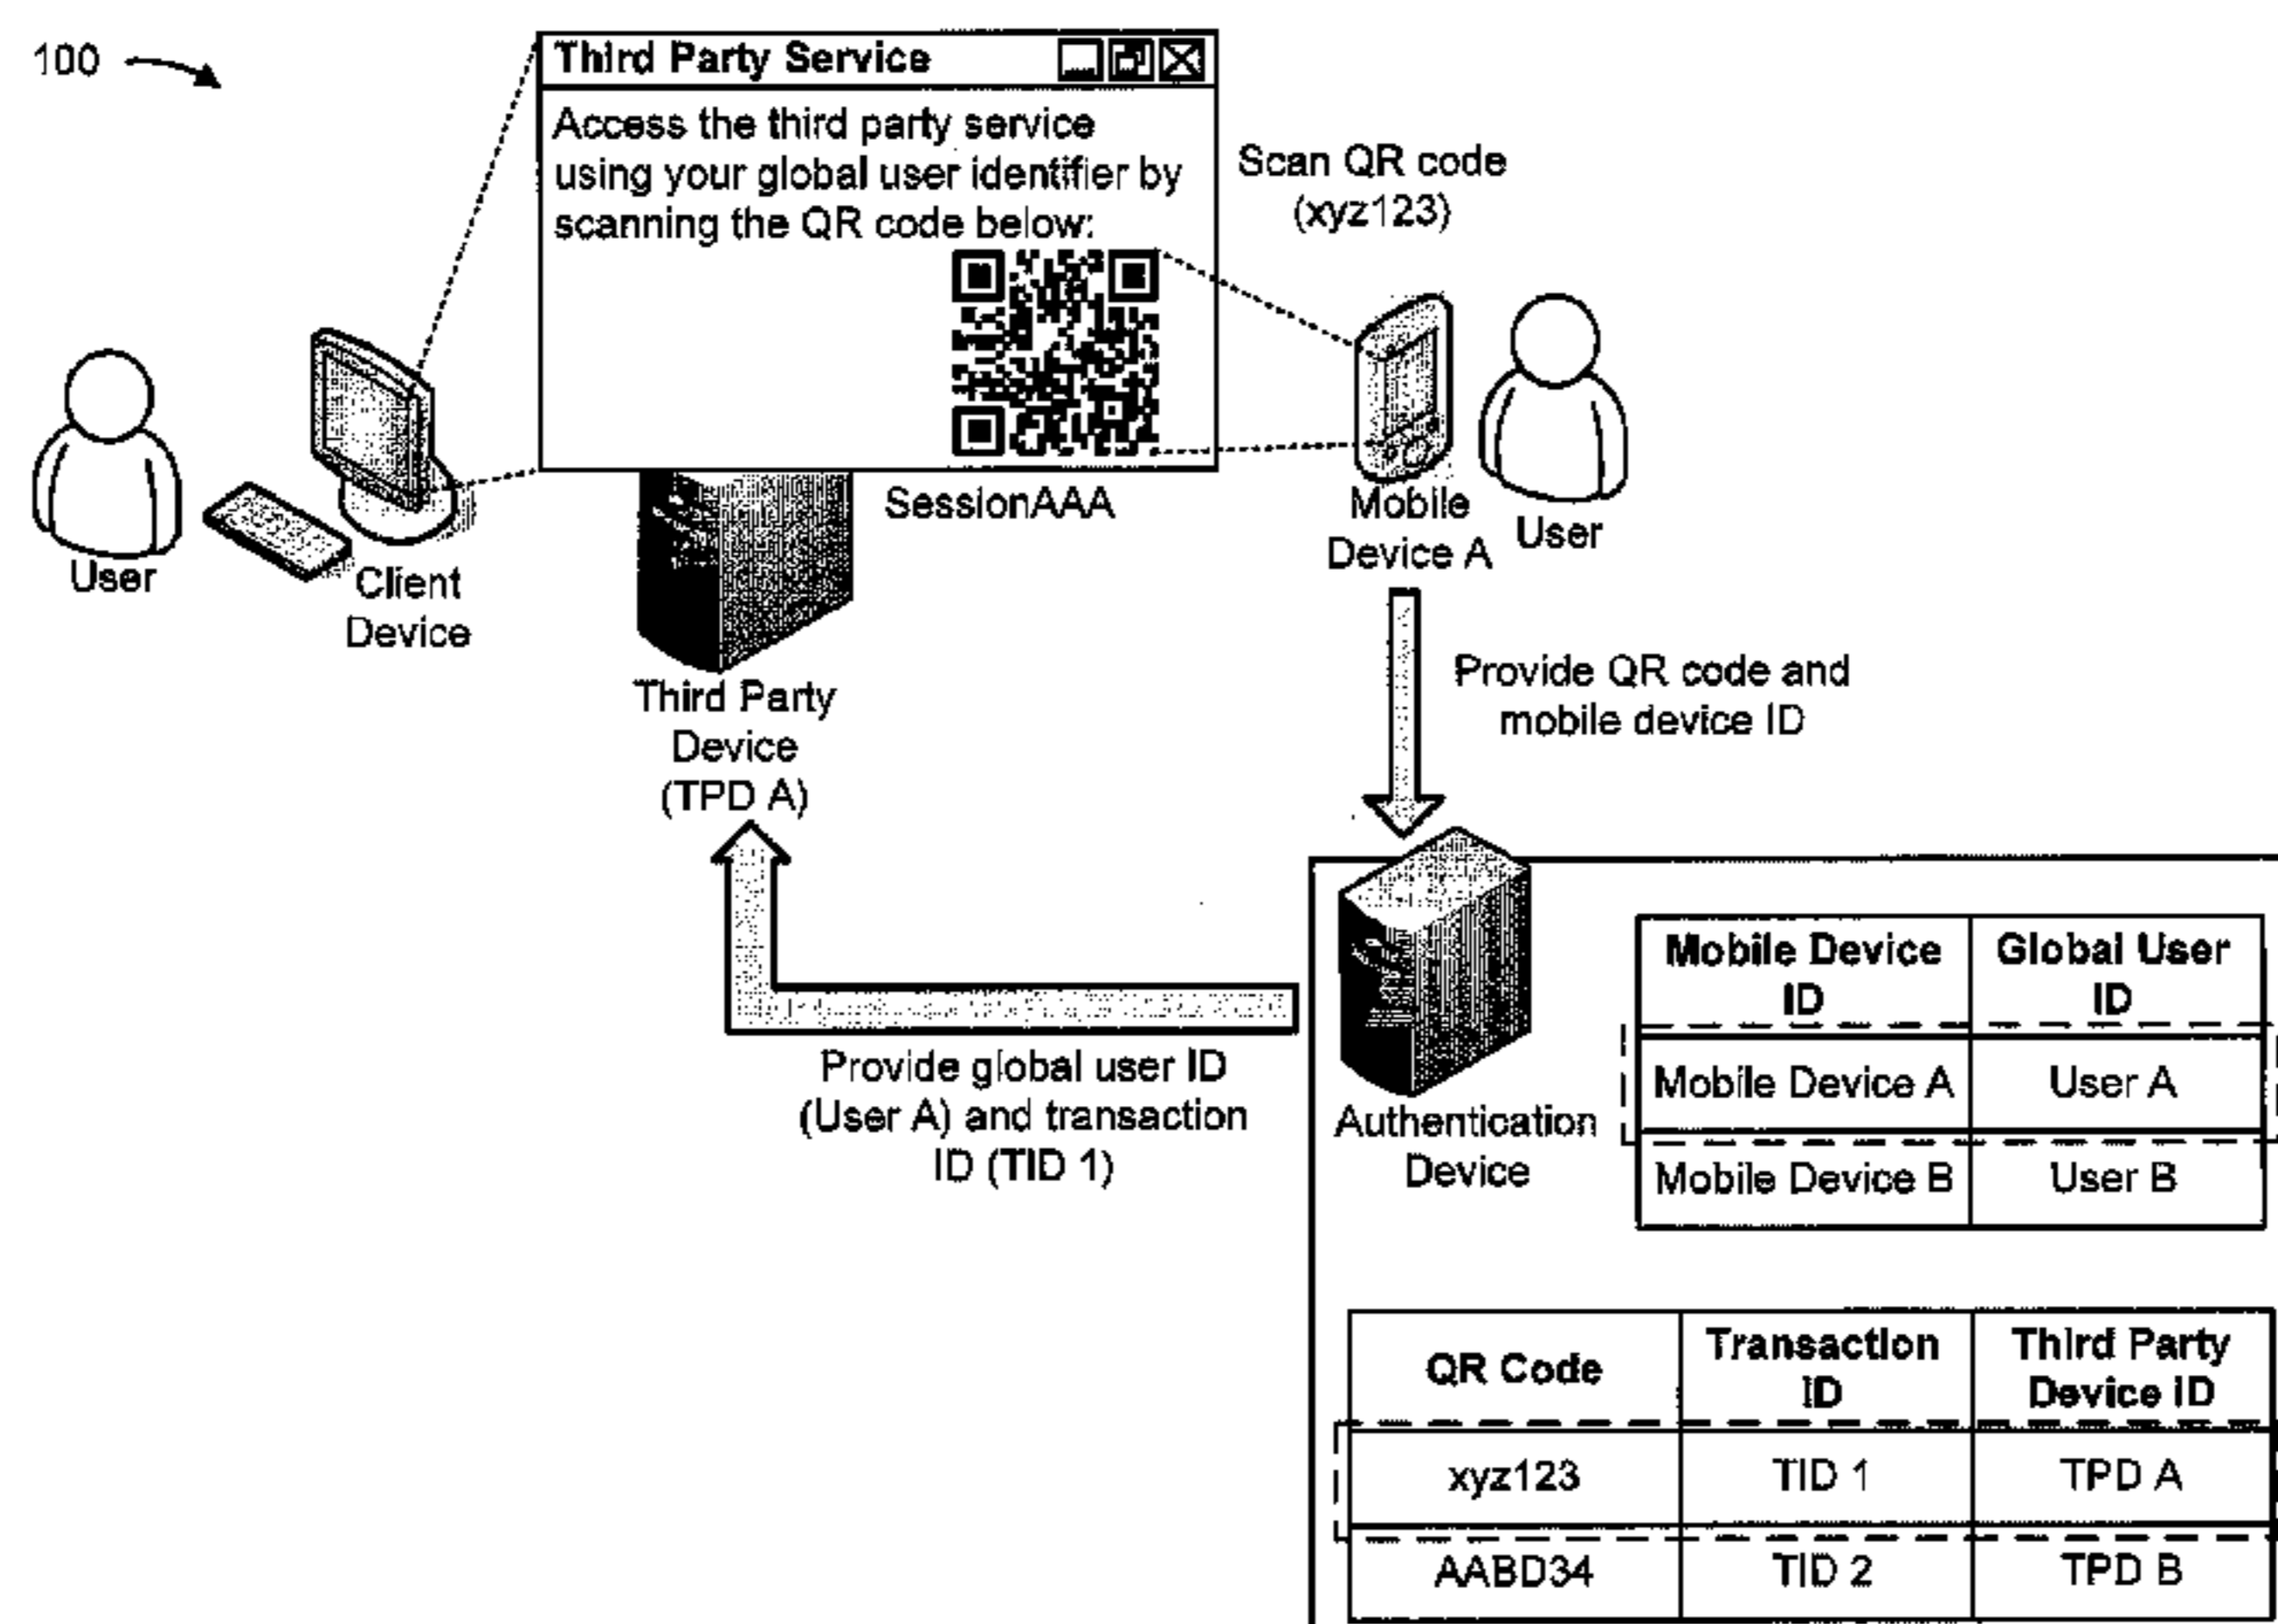 100
Third Party Service
Access the third party service
using your global user identifier by
scanning the QR code below:
Scan QR code
(xyz123)
SessionAAA
User
Client
Device
Mobile
Device A
User
Third Party
Device
(TPD A)
Provide QR code and
mobile device ID
Provide global user ID
(User A) and transaction
ID (TID 1)
Authentication
Device
Mobile Device
ID
Global User
ID
Mobile Device A
User A
Mobile Device B
User B
QR Code
Transaction
ID
Third Party
Device ID
xyz123
TID 1
TPD A
AABD34
TID 2
TPD B